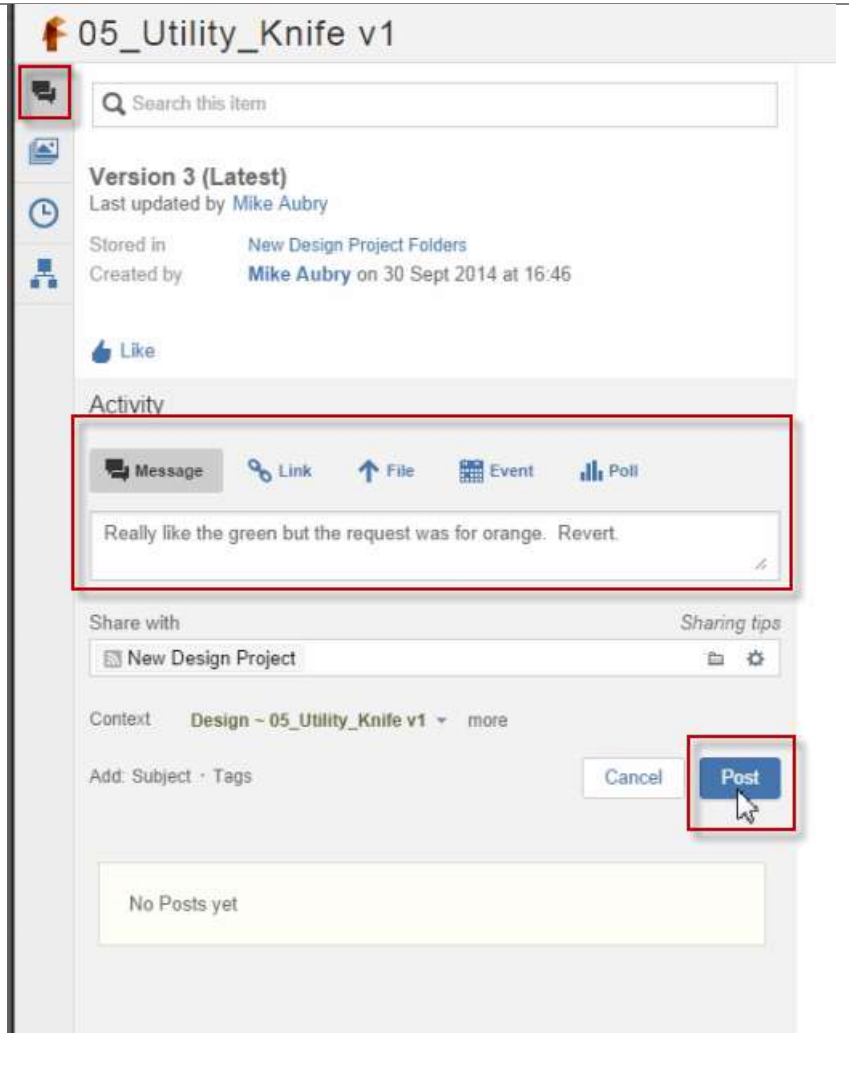 05_Utility_Knife v1
Search this item
Version 3 (Latest)
Last updated by Mike Aubry
Stored in New Design Project Folders
Created by Mike Aubry on 30 Sept 2014 at 16:46
Like
Activity
Message Link File Event Poll
Really like the green but the request was for orange. Revert.
Share with Sharing tips
New Design Project
Context Design ~ 05_Utility_Knife v1 more
Add: Subject · Tags Cancel Post
No Posts yet